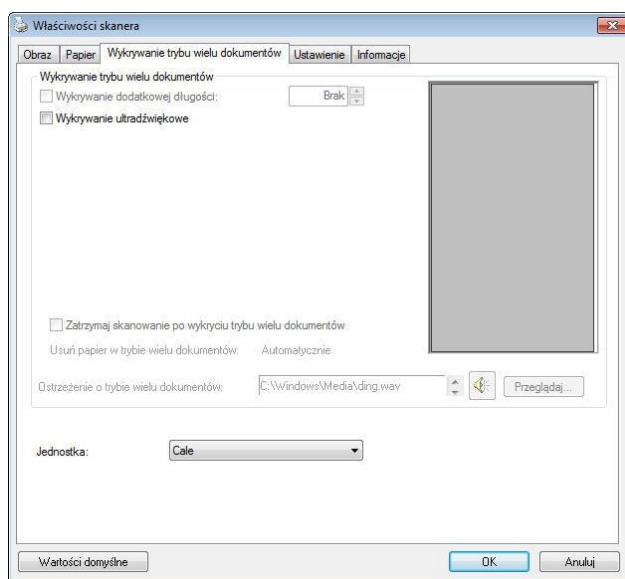 Właściwości skanera
Obraz Papier Wykrywanie trybu wielu dokumentów Ustawienie Informacje
Wykrywanie trybu wielu dokumentów
Wykrywanie dodatkowej długości: Brak
Wykrywanie ultradźwiękowe
Zatrzymaj skanowanie po wykryciu trybu wielu dokumentów
Usuń papier w trybie wielu dokumentów: Automatycznie
Ostrzeżenie o trybie wielu dokumentów: C:\Windows\Media\ding.wav Przeglądaj...
Jednostka: Cale
Wartości domyślne OK Anuluj